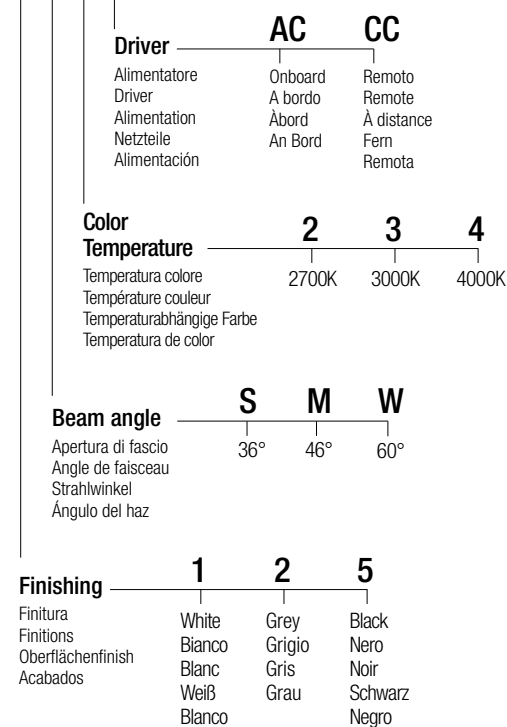 Driver
AC CC
Alimentatore
Driver
Alimentation
Netzteile
Alimentación
Onboard
A bordo
Àbord
An Bord
Remoto
Remote
À distance
Fern
Remota
Color
Temperature
2 3 4
Temperatura colore
Température couleur
Temperaturabhängige Farbe
Temperatura de color
2700K 3000K 4000K
Beam angle
S M W
Apertura di fascio
Angle de faisceau
Strahlwinkel
Ángulo del haz
36° 46° 60°
Finishing
1 2 5
Finitura
Finitions
Oberflächenfinish
Acabados
White
Bianco
Blanc
Weiß
Blanco
Grey
Grigio
Gris
Grau
Black
Nero
Noir
Schwarz
Negro